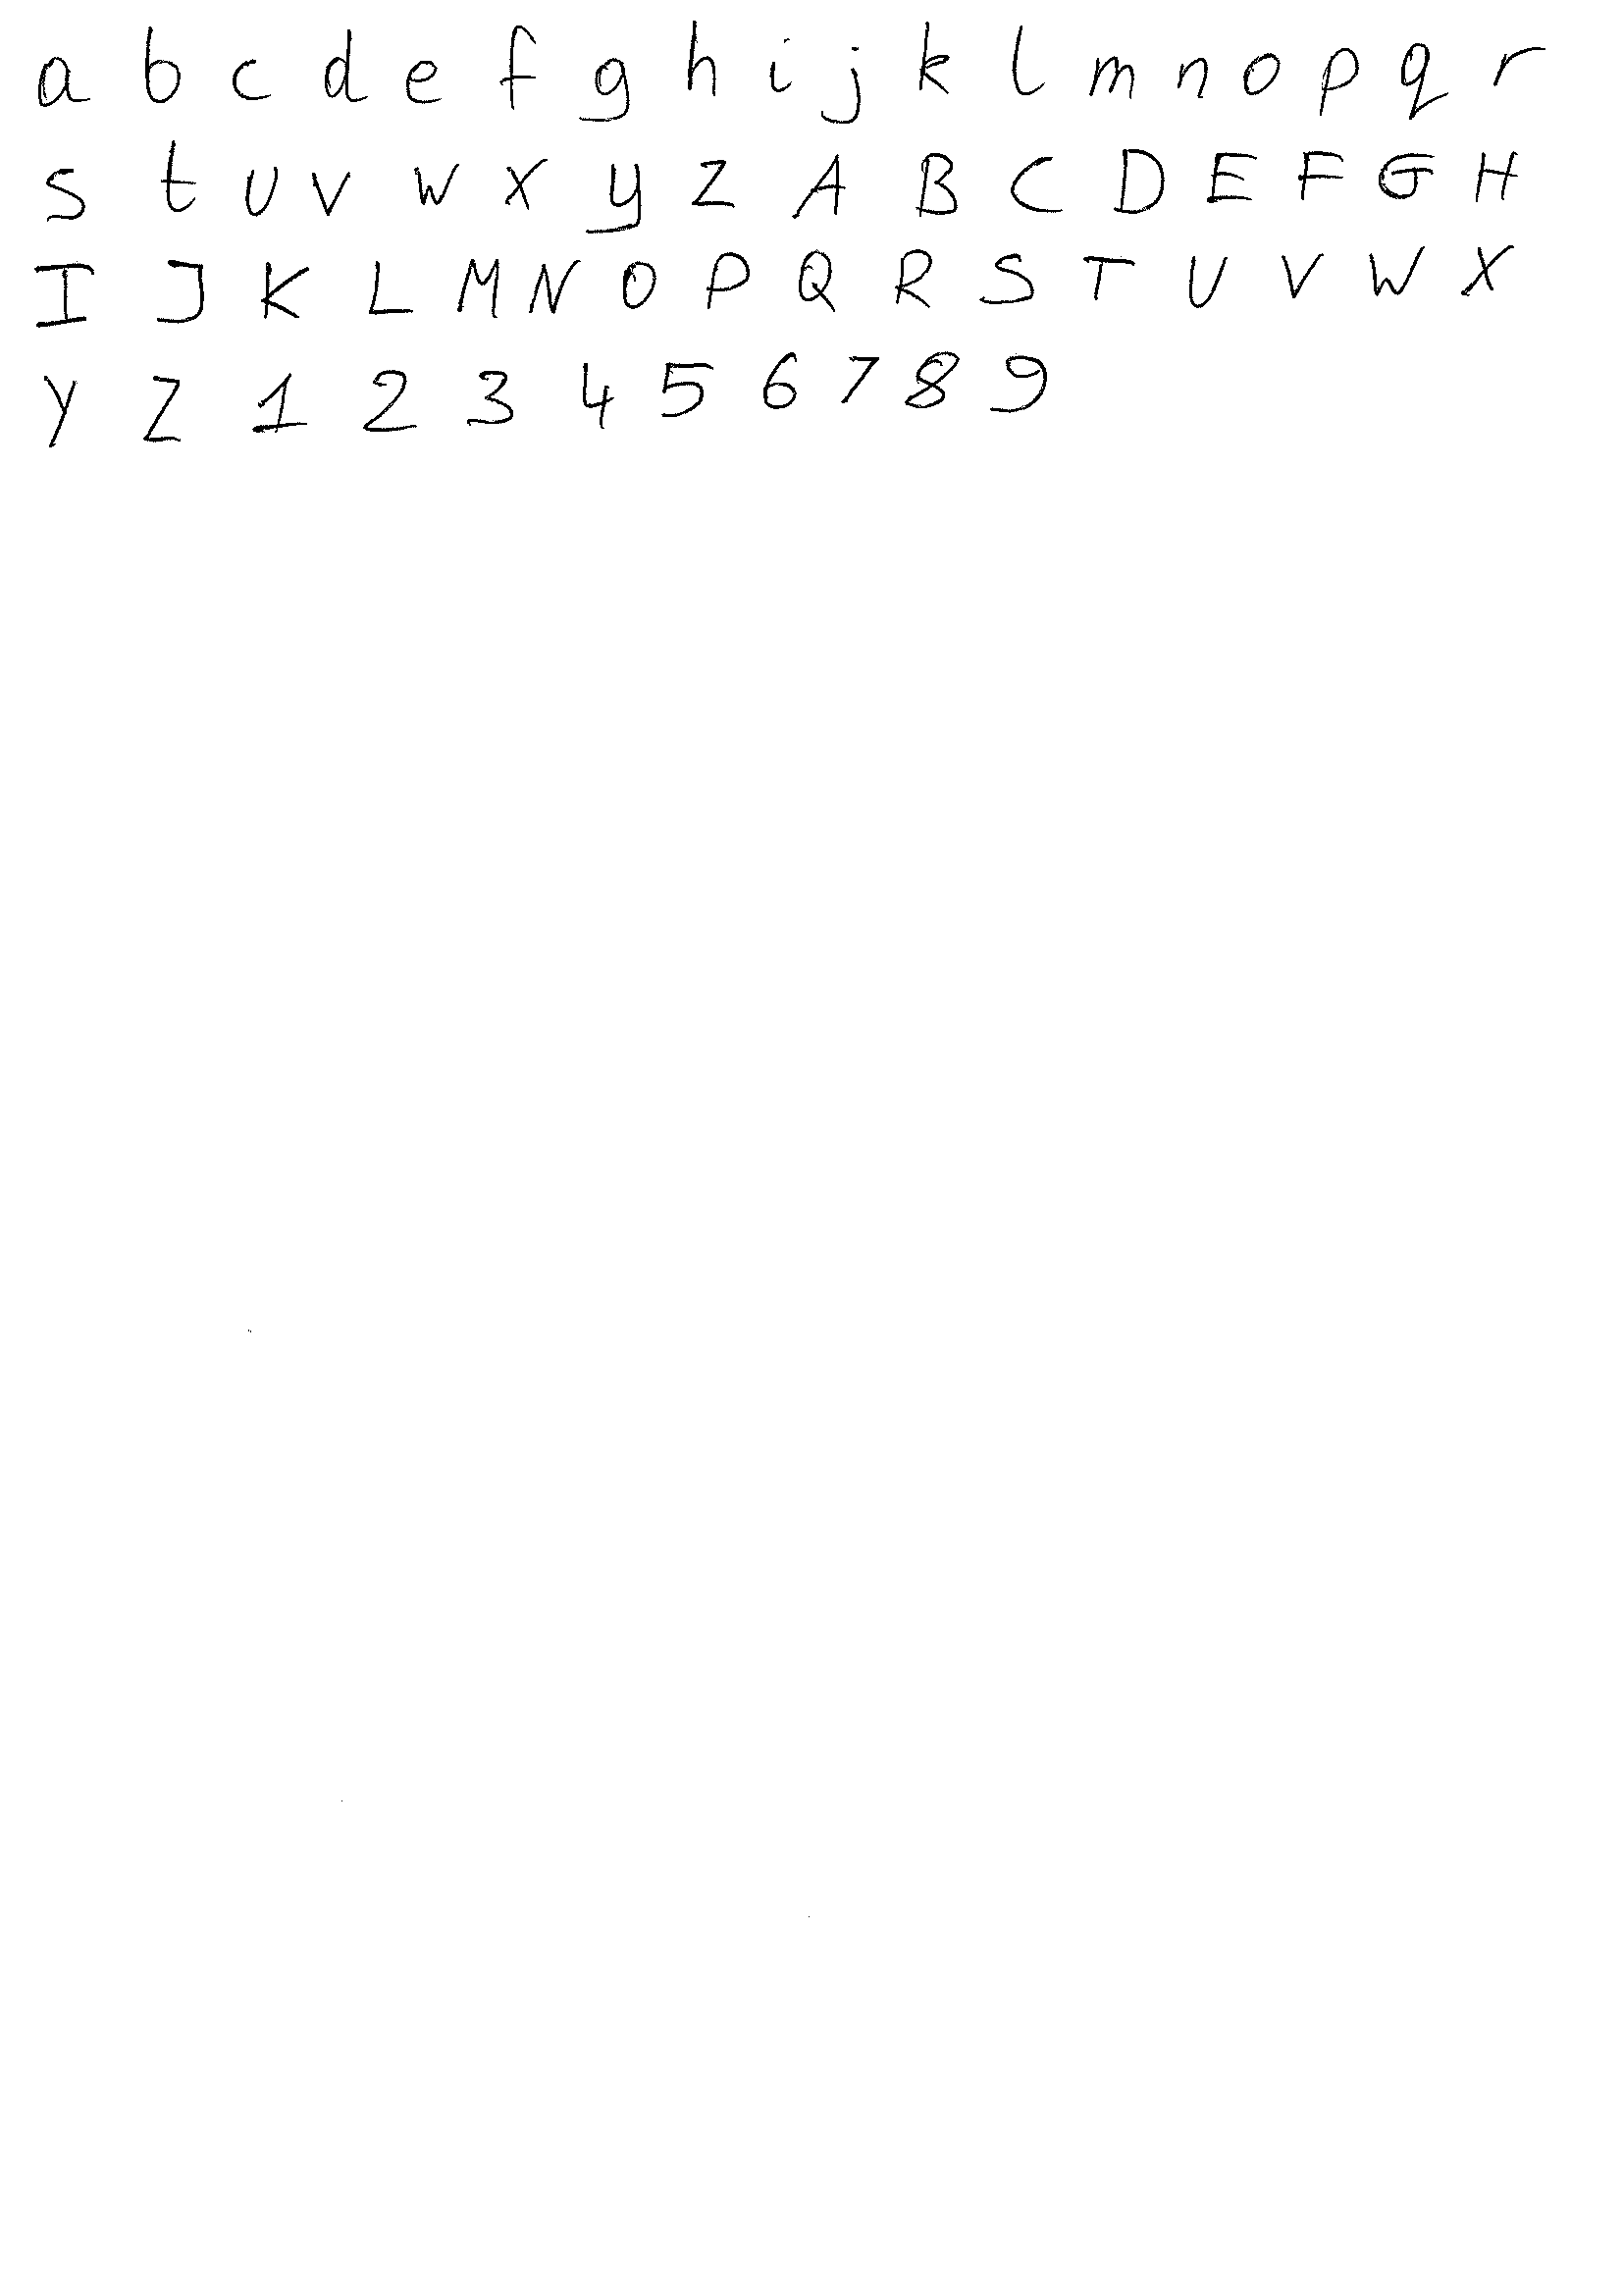 a b c d e f g h i j k l m n o p q r
s t u v w x y z A B C D E F G H
I J K L M N O P Q R S T U V W X
Y Z 1 2 3 4 5 6 7 8 9